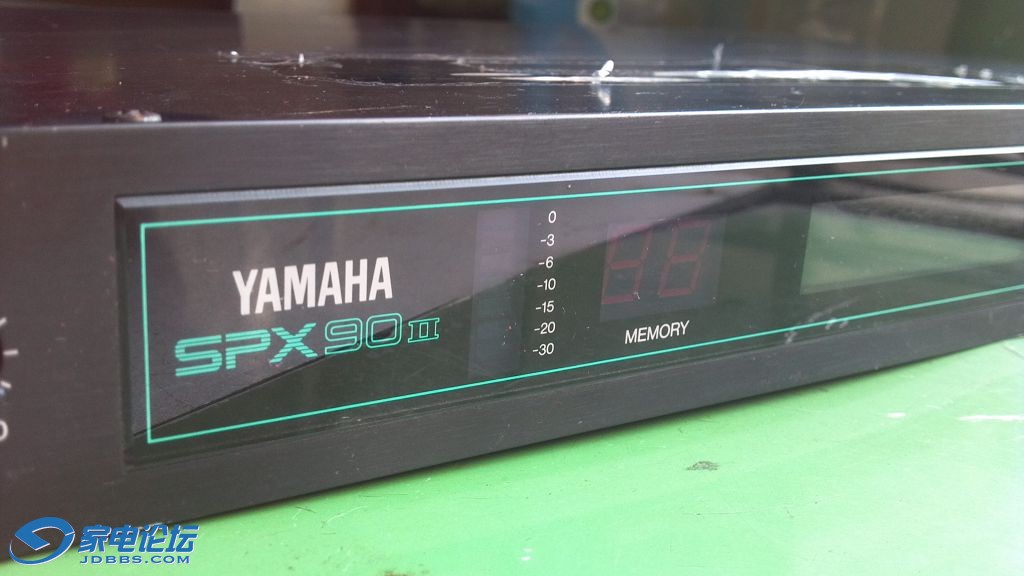 YAMAHA
SPX90II
0
-3
-6
-10
-15
-20
-30
MEMORY
家电论坛
JDBBS.COM